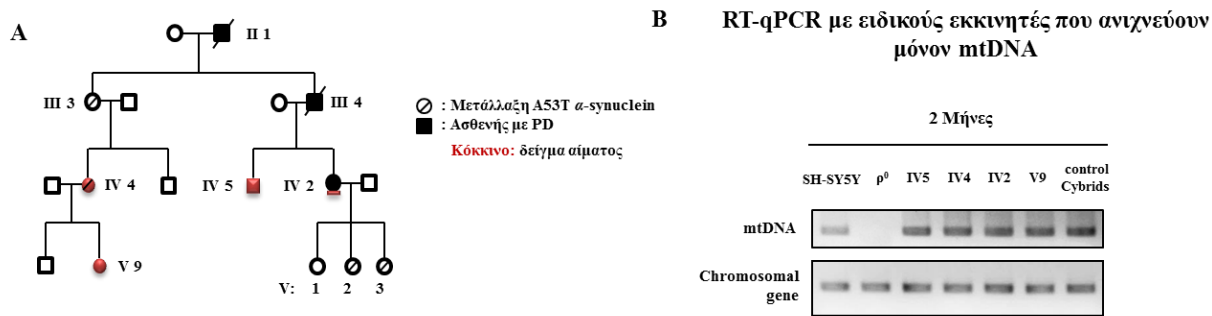 A
II 1
III 3
III 4
IV 4
IV 5
IV 2
V 9
V: 1 2 3
: Μετάλλαξη A53T α-synuclein
: Ασθενής με PD
Κόκκινο: δείγμα αίματος
B
RT-qPCR με ειδικούς εκκινητές που ανιχνεύουν
μόνον mtDNA
2 Μήνες
SH-SY5Y ρ⁰ IV5 IV4 IV2 V9 control
Cybrids
mtDNA
Chromosomal
gene